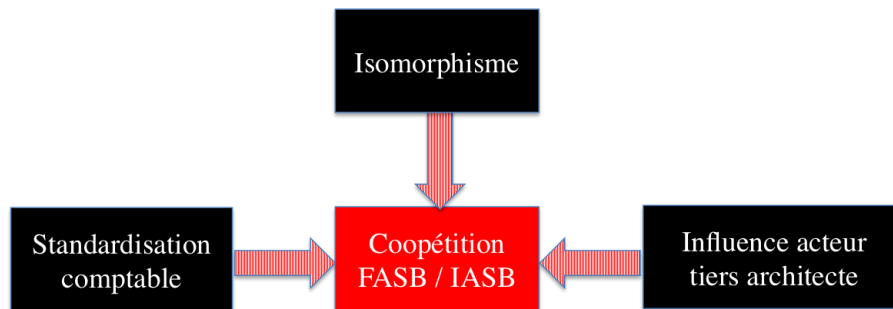 Isomorphisme
Standardisation
comptable
Coopétition
FASB / IASB
Influence acteur
tiers architecte